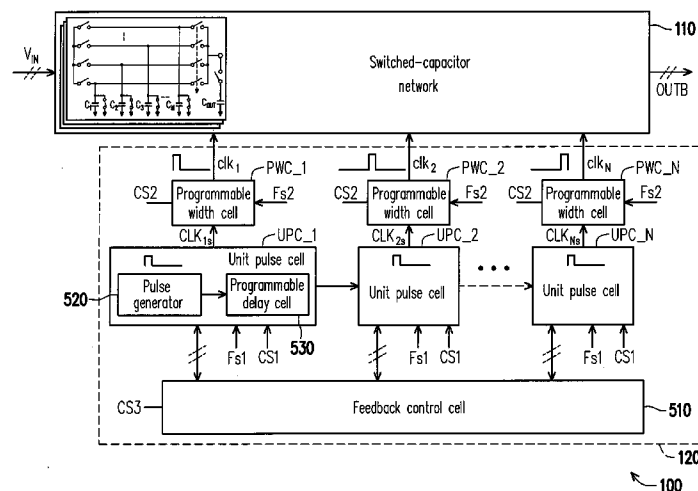 110
V_IN
C_1 C_2 C_3 C_M C_out
Switched-capacitor
network
OUTB
clk_1 PWC_1
clk_2 PWC_2
clk_N PWC_N
CS2 Programmable
width cell Fs2
CS2 Programmable
width cell Fs2
CS2 Programmable
width cell Fs2
CLK_1s UPC_1
CLK_2s UPC_2
CLK_Ns UPC_N
Unit pulse cell
520
Pulse
generator
Programmable
delay cell
530
Unit pulse cell
• • •
Unit pulse cell
Fs1 CS1
Fs1 CS1
Fs1 CS1
CS3
Feedback control cell
510
120
100